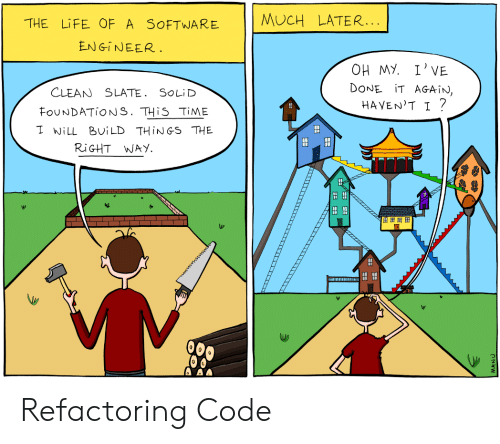 THE LIFE OF A SOFTWARE
ENGINEER.
CLEAN SLATE. SOLID
FOUNDATIONS. THIS TIME
I WILL BUILD THINGS THE
RIGHT WAY.
MUCH LATER...
OH MY. I'VE
DONE IT AGAIN,
HAVEN'T I ?
MANU
Refactoring Code